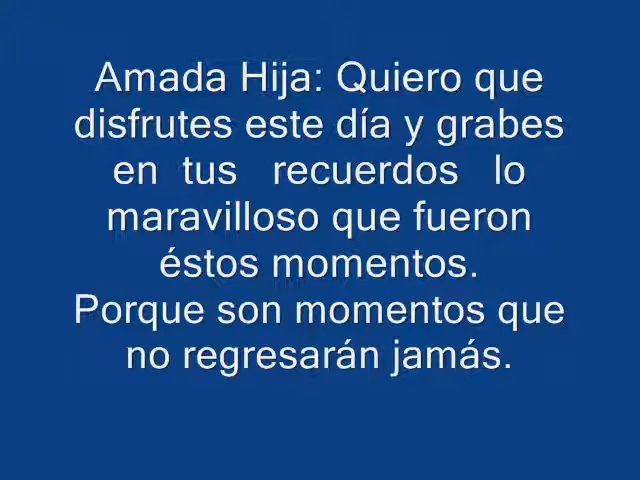 Amada Hija: Quiero que
disfrutes este día y grabes
en tus recuerdos lo
maravilloso que fueron
éstos momentos.
Porque son momentos que
no regresarán jamás.